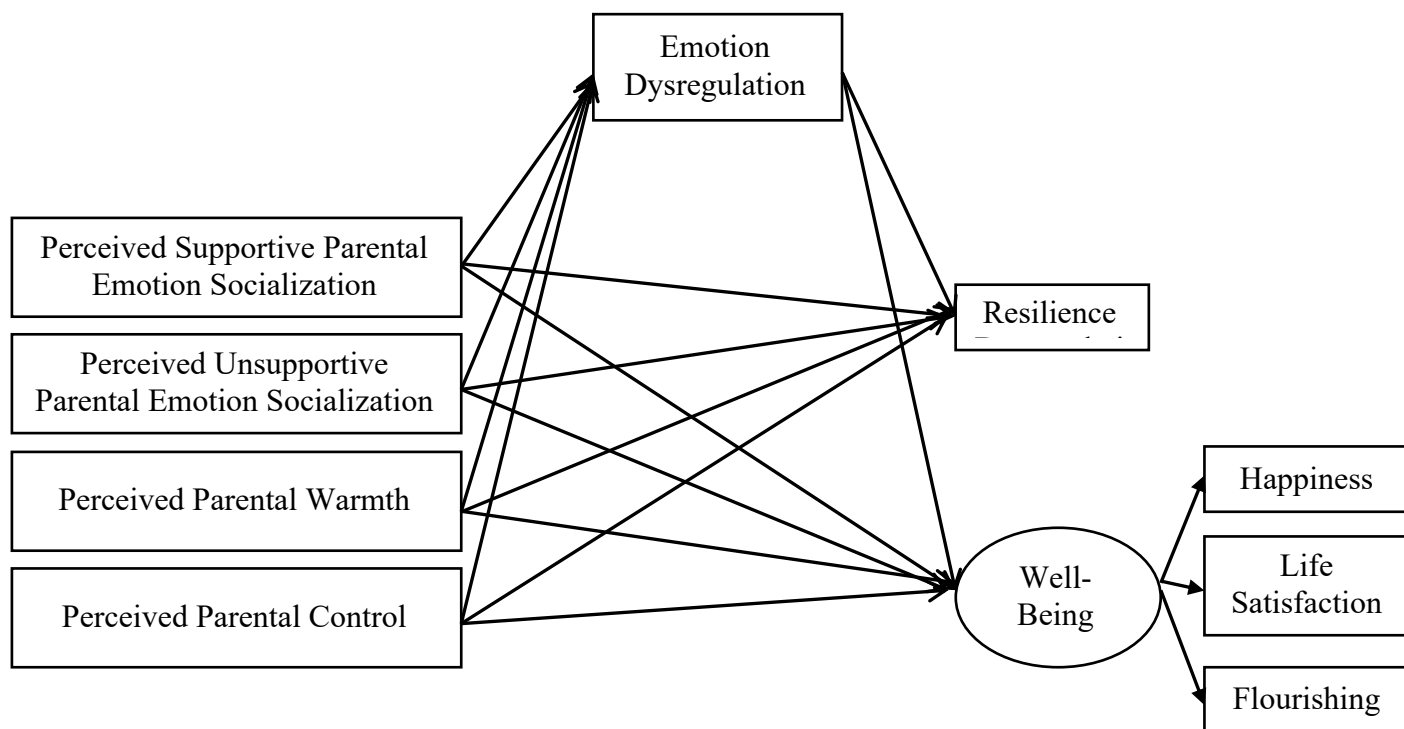 Emotion
Dysregulation
Perceived Supportive Parental
Emotion Socialization
Resilience
Perceived Unsupportive
Parental Emotion Socialization
Perceived Parental Warmth
Happiness
Well-
Being
Life
Satisfaction
Perceived Parental Control
Flourishing